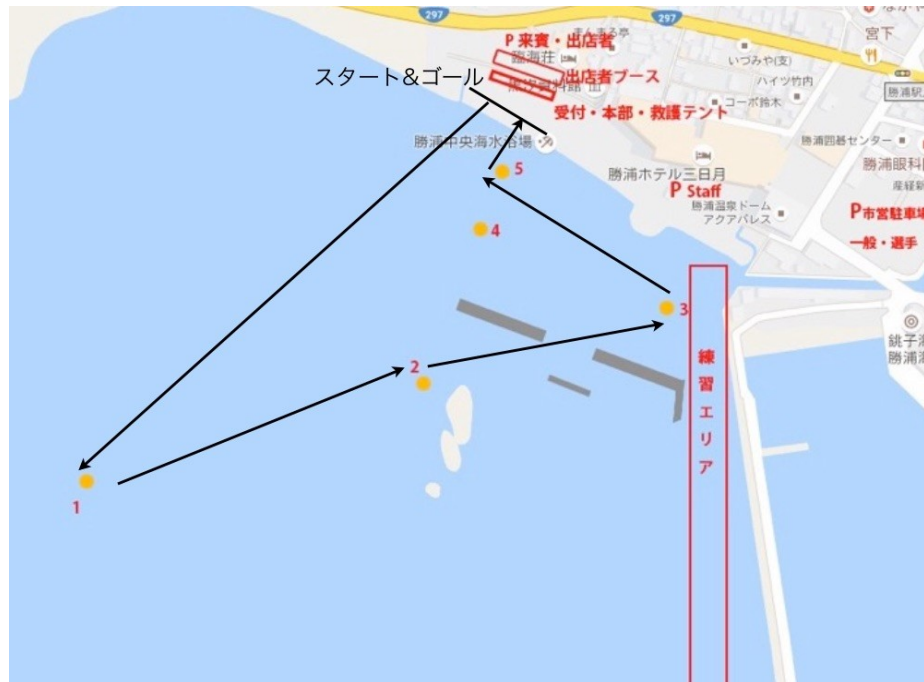 297
297
宮下
P 来賓・出店者
臨海荘
いづみや(支)
スタート&ゴール
出店者ブース
ハイツ竹内
コーポ鈴木
受付・本部・救護テント
勝浦中央海水浴場
勝浦囲碁センター
5
勝浦ホテル三日月
勝浦眼科
P Staff
勝浦温泉ドーム
アクアパレス
P市営駐車場
一般・選手
4
3
2
練習エリア
1